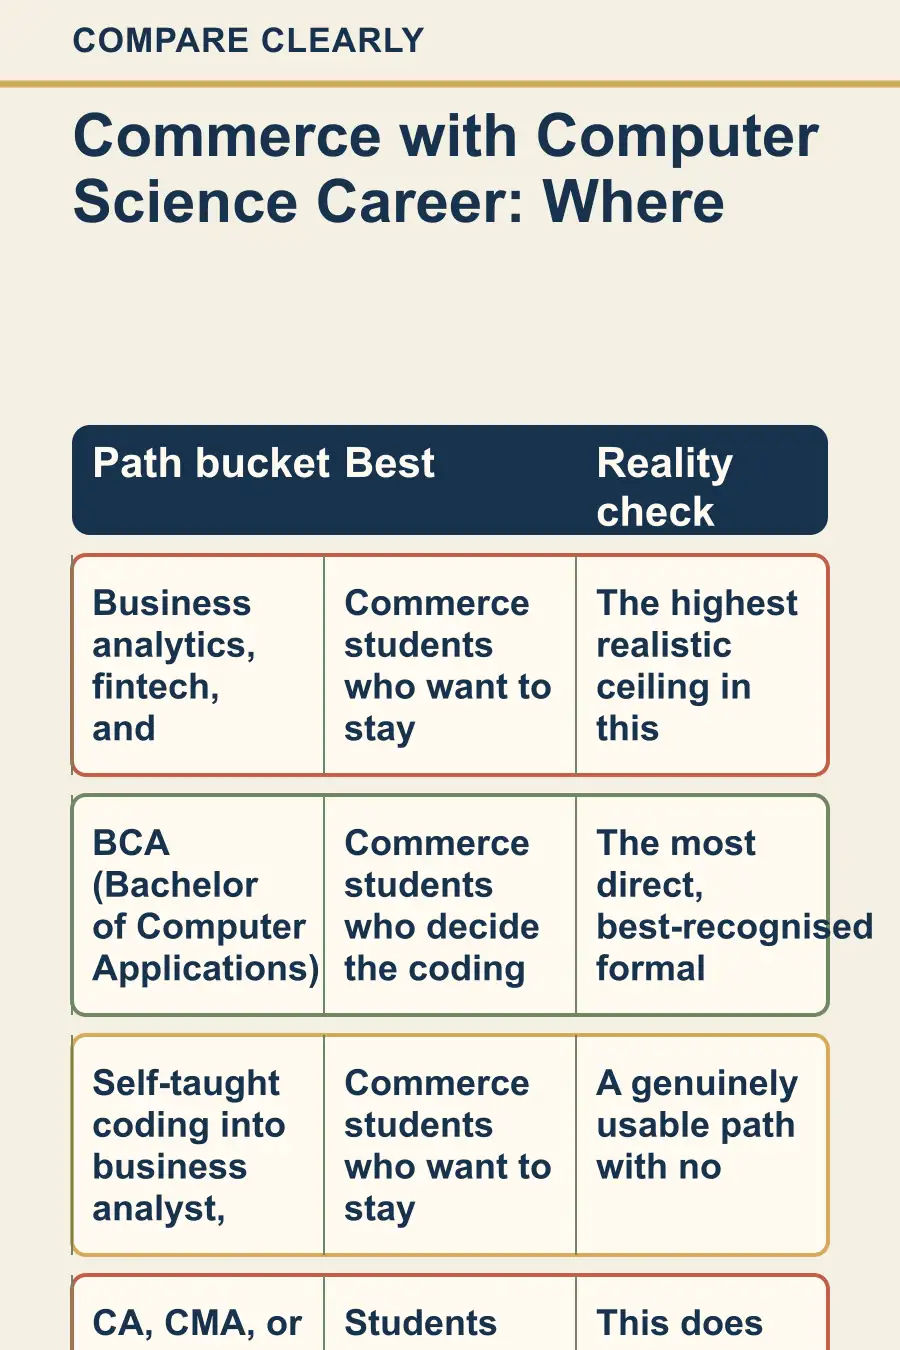 COMPARE CLEARLY
Commerce with Computer
Science Career: Where
Path bucket
Best
Reality
check
Business
analytics,
fintech,
and
Commerce
students
who want to
stay
The highest
realistic
ceiling in
this
BCA
(Bachelor
of Computer
Applications)
Commerce
students
who decide
the coding
The most
direct,
best-recognised
formal
Self-taught
coding into
business
analyst,
Commerce
students
who want to
stay
A genuinely
usable path
with no
CA, CMA, or
Students
This does